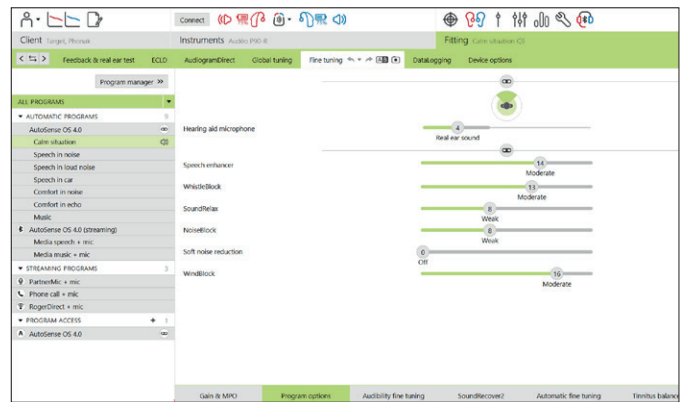 Connect
Client Target, Phonak
Instruments Audéo P90-R
Fitting Calm situation
Feedback & real ear test
ECLD
AudiogramDirect
Global tuning
Fine tuning
DataLogging
Device options
Program manager >>
ALL PROGRAMS
AUTOMATIC PROGRAMS 9
AutoSense OS 4.0
Calm situation
Speech in noise
Speech in loud noise
Speech in car
Comfort in noise
Comfort in echo
Music
AutoSense OS 4.0 (streaming)
Media speech + mic
Media music + mic
STREAMING PROGRAMS 3
PartnerMic + mic
Phone call + mic
RogerDirect + mic
PROGRAM ACCESS + 1
A AutoSense OS 4.0
Hearing aid microphone
4
Real ear sound
Speech enhancer
14
Moderate
WhistleBlock
13
Moderate
SoundRelax
8
Weak
NoiseBlock
8
Weak
Soft noise reduction
0
Off
WindBlock
16
Moderate
Gain & MPO
Program options
Audibility fine tuning
SoundRecover2
Automatic fine tuning
Tinnitus balance